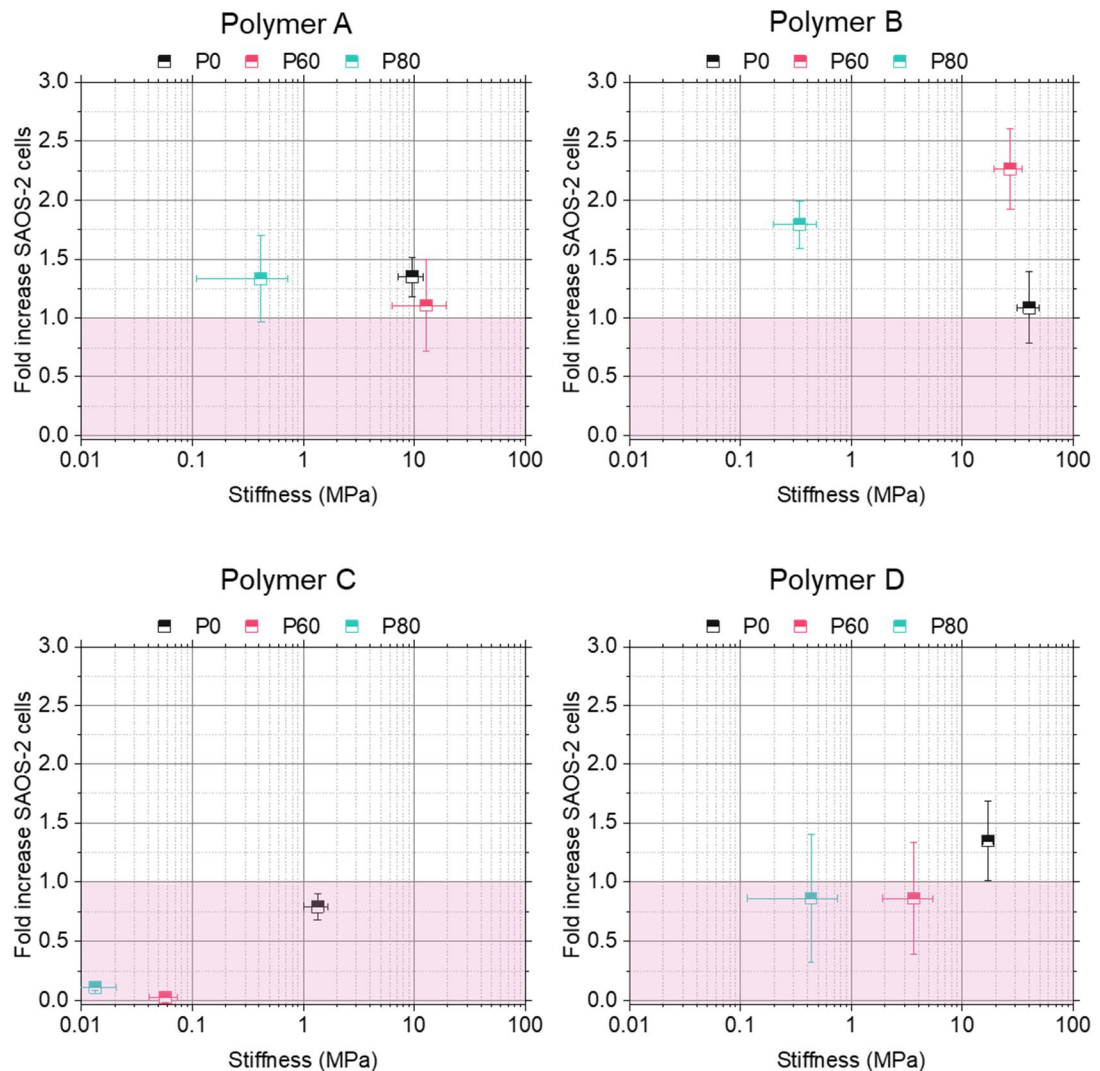 Polymer A
P0 P60 P80
Fold increase SAOS-2 cells
3.0
2.5
2.0
1.5
1.0
0.5
0.0
0.01 0.1 1 10 100
Stiffness (MPa)
Polymer B
P0 P60 P80
Fold increase SAOS-2 cells
3.0
2.5
2.0
1.5
1.0
0.5
0.0
0.01 0.1 1 10 100
Stiffness (MPa)
Polymer C
P0 P60 P80
Fold increase SAOS-2 cells
3.0
2.5
2.0
1.5
1.0
0.5
0.0
0.01 0.1 1 10 100
Stiffness (MPa)
Polymer D
P0 P60 P80
Fold increase SAOS-2 cells
3.0
2.5
2.0
1.5
1.0
0.5
0.0
0.01 0.1 1 10 100
Stiffness (MPa)